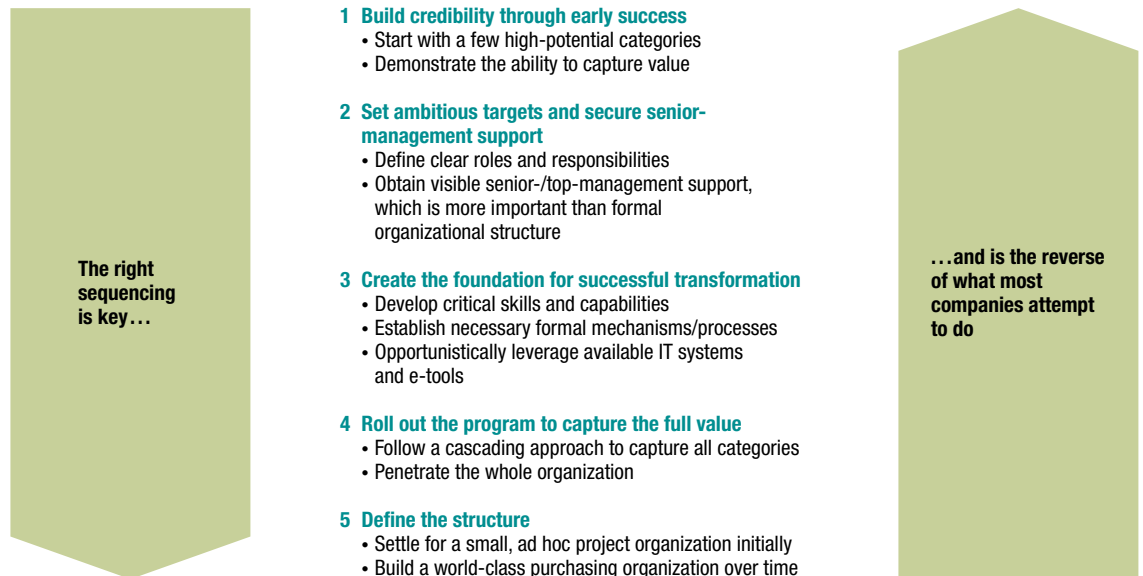 The right
sequencing
is key...
1 Build credibility through early success
• Start with a few high-potential categories
• Demonstrate the ability to capture value
2 Set ambitious targets and secure senior-
management support
• Define clear roles and responsibilities
• Obtain visible senior-/top-management support,
which is more important than formal
organizational structure
3 Create the foundation for successful transformation
• Develop critical skills and capabilities
• Establish necessary formal mechanisms/processes
• Opportunistically leverage available IT systems
and e-tools
4 Roll out the program to capture the full value
• Follow a cascading approach to capture all categories
• Penetrate the whole organization
5 Define the structure
• Settle for a small, ad hoc project organization initially
• Build a world-class purchasing organization over time
...and is the reverse
of what most
companies attempt
to do